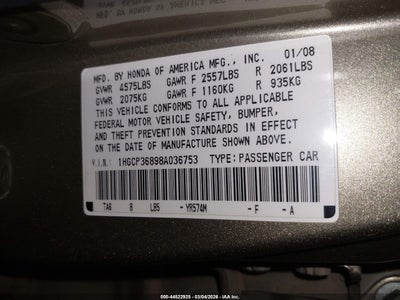 MFD. BY HONDA OF AMERICA MFG., INC. 01/08
GVWR 4575LBS GAWR F 2557LBS R 2061LBS
GVWR 2075KG GAWR F 1160KG R 935KG
THIS VEHICLE CONFORMS TO ALL APPLICABLE
FEDERAL MOTOR VEHICLE SAFETY, BUMPER,
AND THEFT PREVENTION STANDARDS IN EFFECT
ON THE DATE OF MANUFACTURE SHOWN ABOVE.
V.I.N.: 1HGCP36898A036753 TYPE: PASSENGER CAR
TA6 8 LB5 - YR574M - F - A
000-44522925 - 03/04/2026 - IAA Inc.